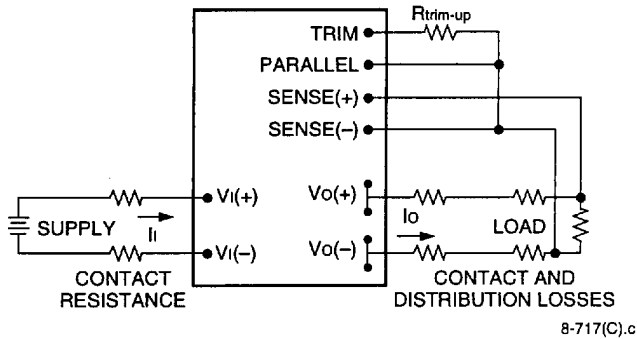 TRIM
Rtrim-up
PARALLEL
SENSE(+)
SENSE(–)
VI(+)
VO(+)
SUPPLY
II
IO
LOAD
VI(–)
VO(–)
CONTACT
RESISTANCE
CONTACT AND
DISTRIBUTION LOSSES
8-717(C).c